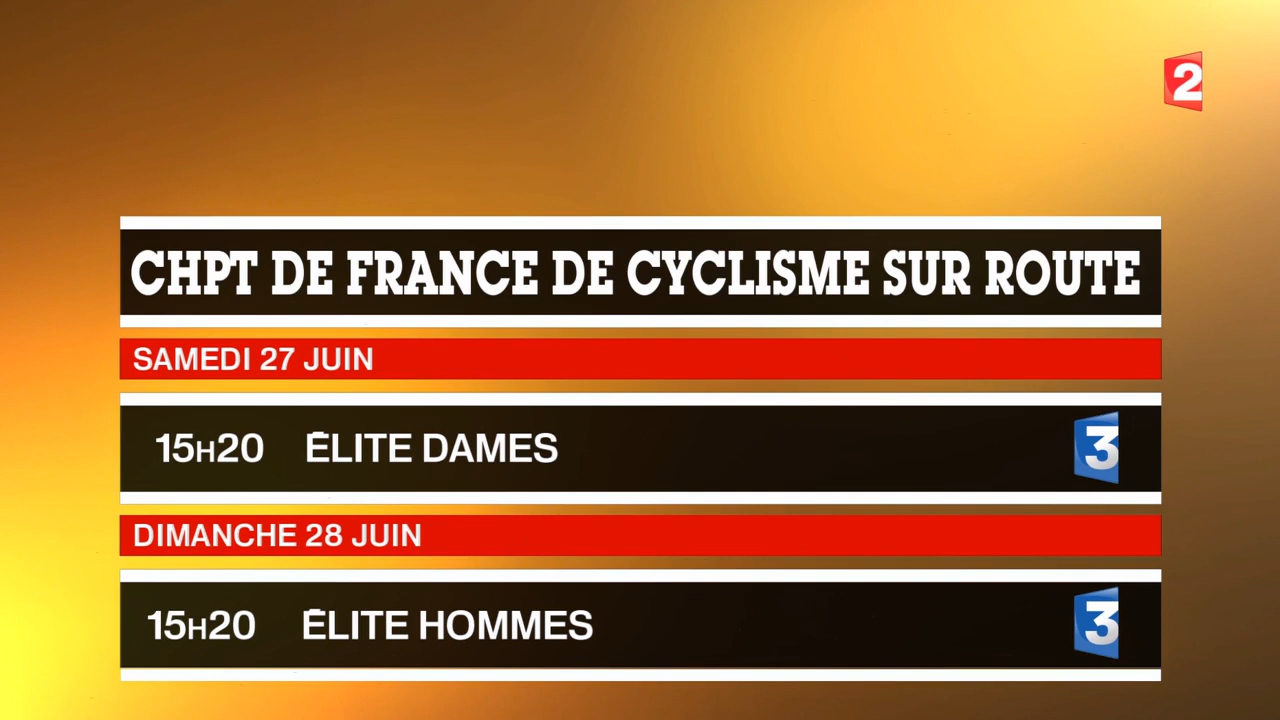 2
CHPT DE FRANCE DE CYCLISME SUR ROUTE
SAMEDI 27 JUIN
15H20 ÉLITE DAMES 3
DIMANCHE 28 JUIN
15H20 ÉLITE HOMMES 3